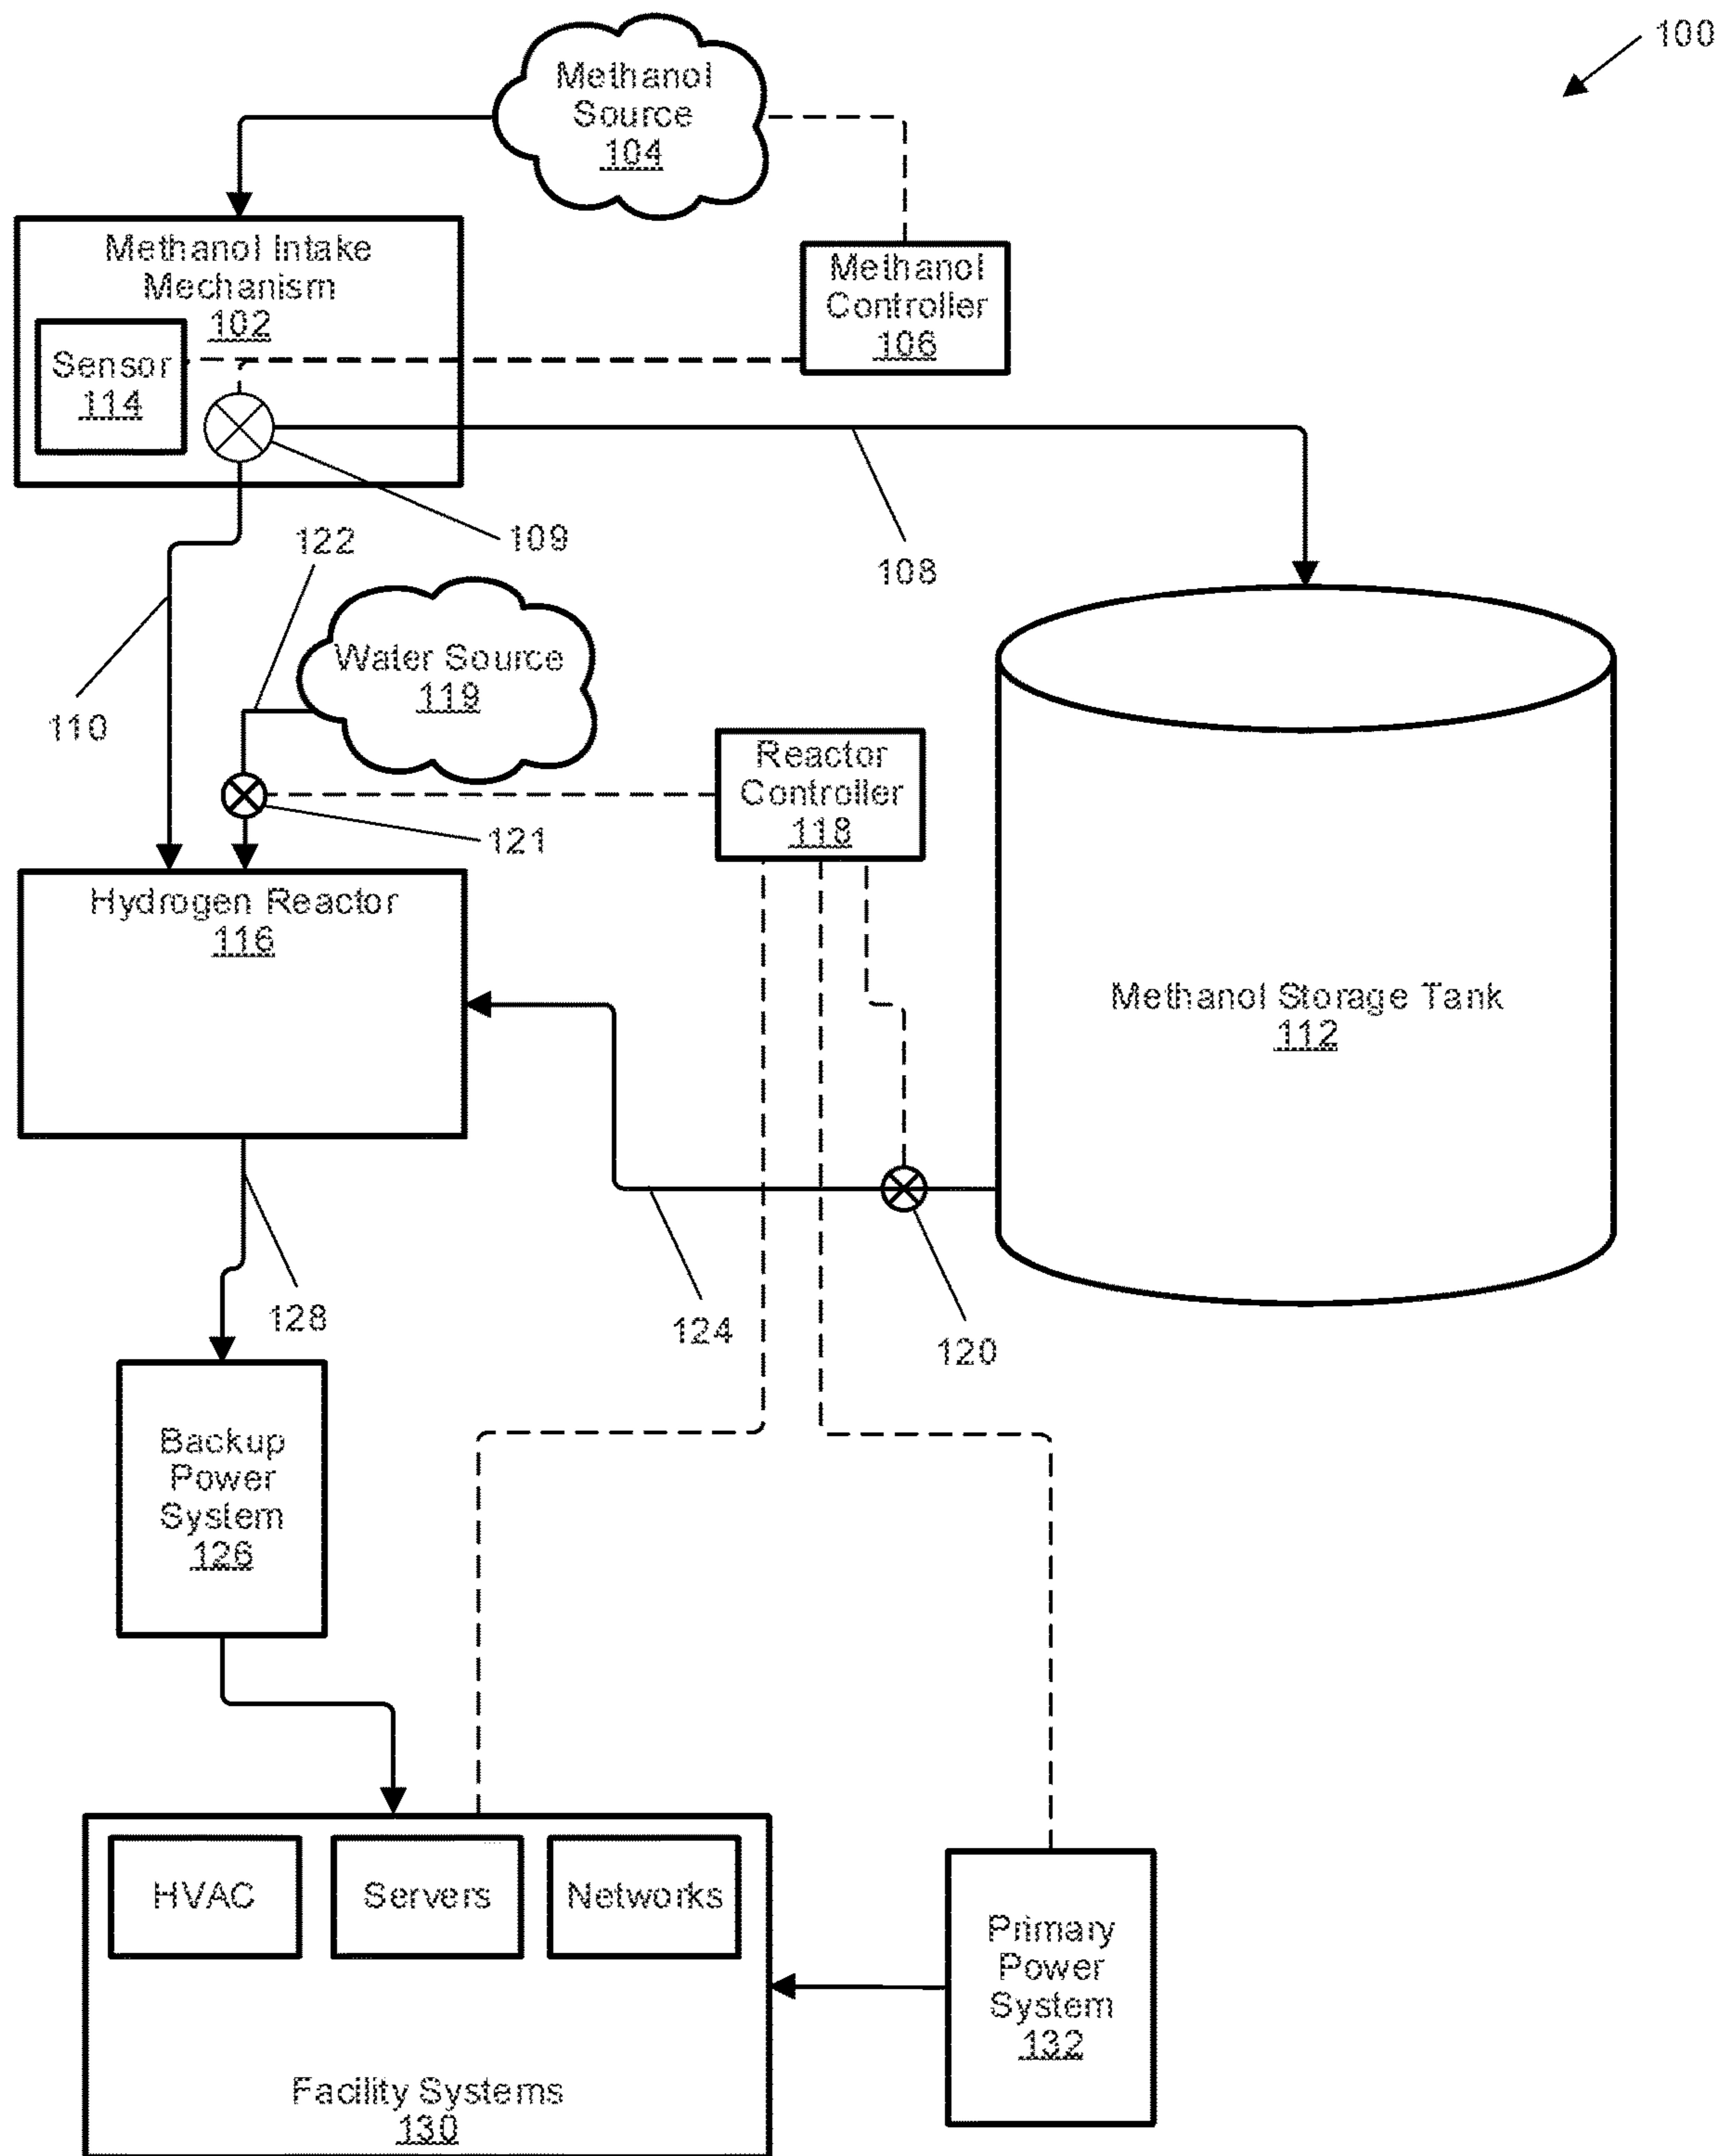 100
Methanol
Source
104
Methanol Intake
Mechanism
102
Methanol
Controller
106
Sensor
114
109
108
122
110
Water Source
119
121
Reactor
Controller
118
Hydrogen Reactor
116
Methanol Storage Tank
112
128
124
120
Backup
Power
System
126
HVAC
Servers
Networks
Primary
Power
System
132
Facility Systems
130